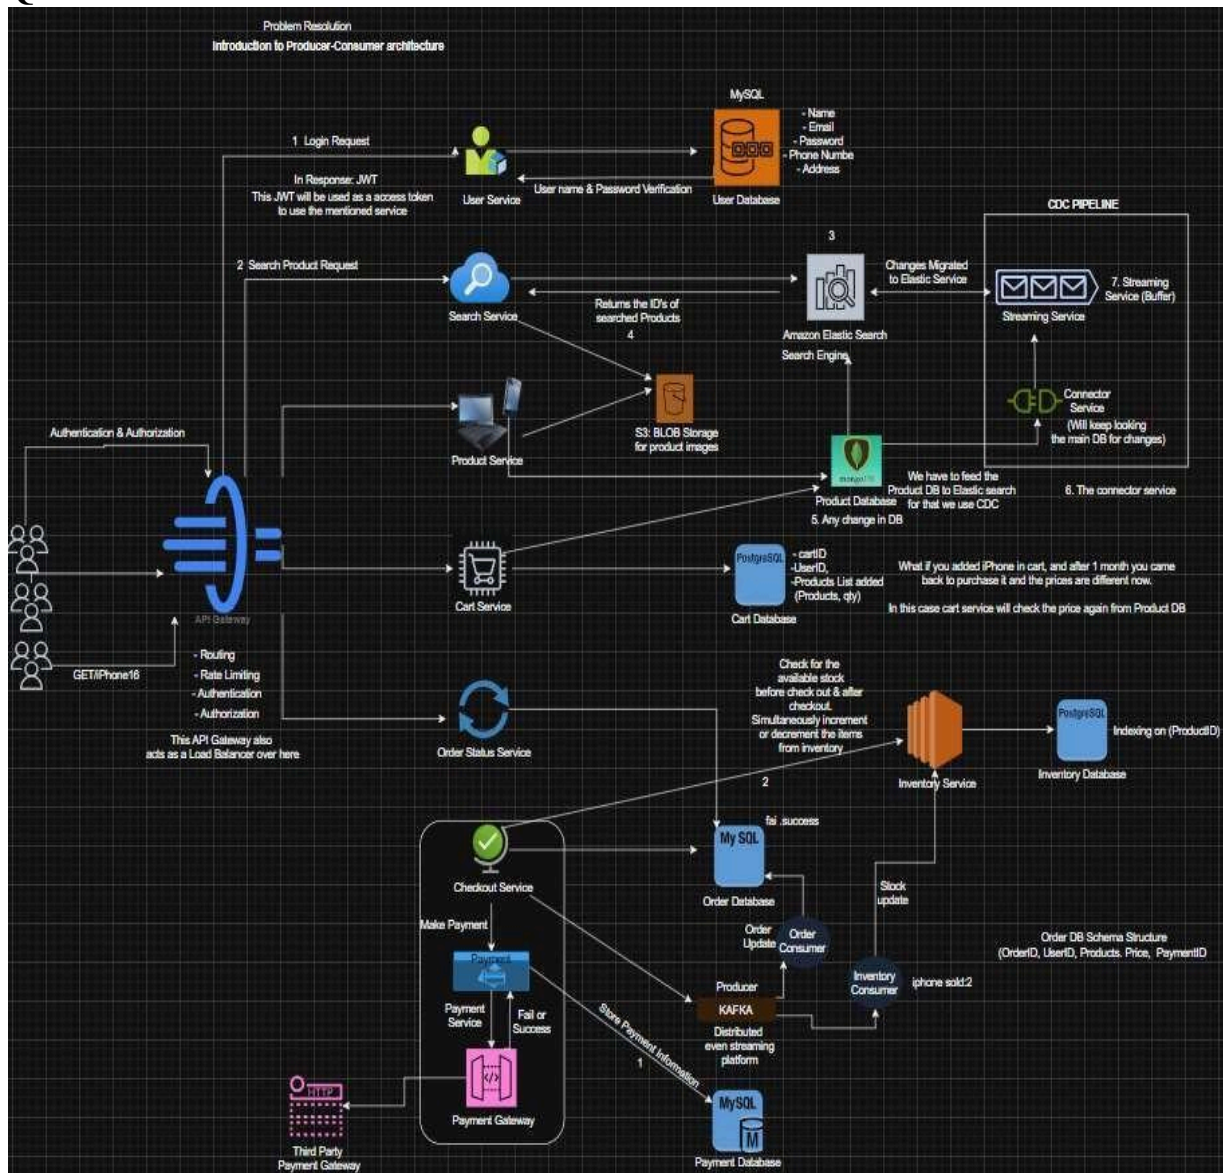 Problem Resolution
Introduction to Producer-Consumer architecture
MySQL
- Name
- Email
- Password
- Phone Numbe
- Address
User Database
1 Login Request
In Response: JWT
This JWT will be used as a access token
to use the mentioned service
User Service
User name & Password Verification
CDC PIPELINE
2 Search Product Request
Search Service
3
Returns the ID's of
searched Products
4
Amazon Elastic Search
Search Engine
Changes Migrated
to Elastic Service
Streaming Service
7. Streaming
Service (Buffer)
Connector
Service
(Will keep looking
the main DB for changes)
6. The connector service
Authentication & Authorization
Product Service
S3: BLOB Storage
for product images
Product Database
5. Any change in DB
We have to feed the
Product DB to Elastic search
for that we use CDC
API Gateway
- Routing
- Rate Limiting
- Authentication
- Authorization
This API Gateway also
acts as a Load Balancer over here
GET/iPhone16
Cart Service
PostgreSQL
- cartID
-UserID,
-Products List added
(Products, qty)
Cart Database
What if you added iPhone in cart, and after 1 month you came
back to purchase it and the prices are different now.
In this case cart service will check the price again from Product DB
Order Status Service
Check for the
available stock
before check out & after
checkout.
Simultaneously increment
or decrement the items
from inventory
2
Inventory Service
PostgreSQL
Indexing on (ProductID)
Inventory Database
Checkout Service
fai .success
My SQL
Order Database
Stock
update
Make Payment
Payment
Payment
Service
Fail or
Success
Payment Gateway
Order
Update
Order
Consumer
Inventory
Consumer
iphone sold:2
Order DB Schema Structure
(OrderID, UserID, Products. Price, PaymentID
Producer
KAFKA
Distributed
even streaming
platform
Store Payment Information
1
HTTP
Third Party
Payment Gateway
MySQL
M
Payment Database